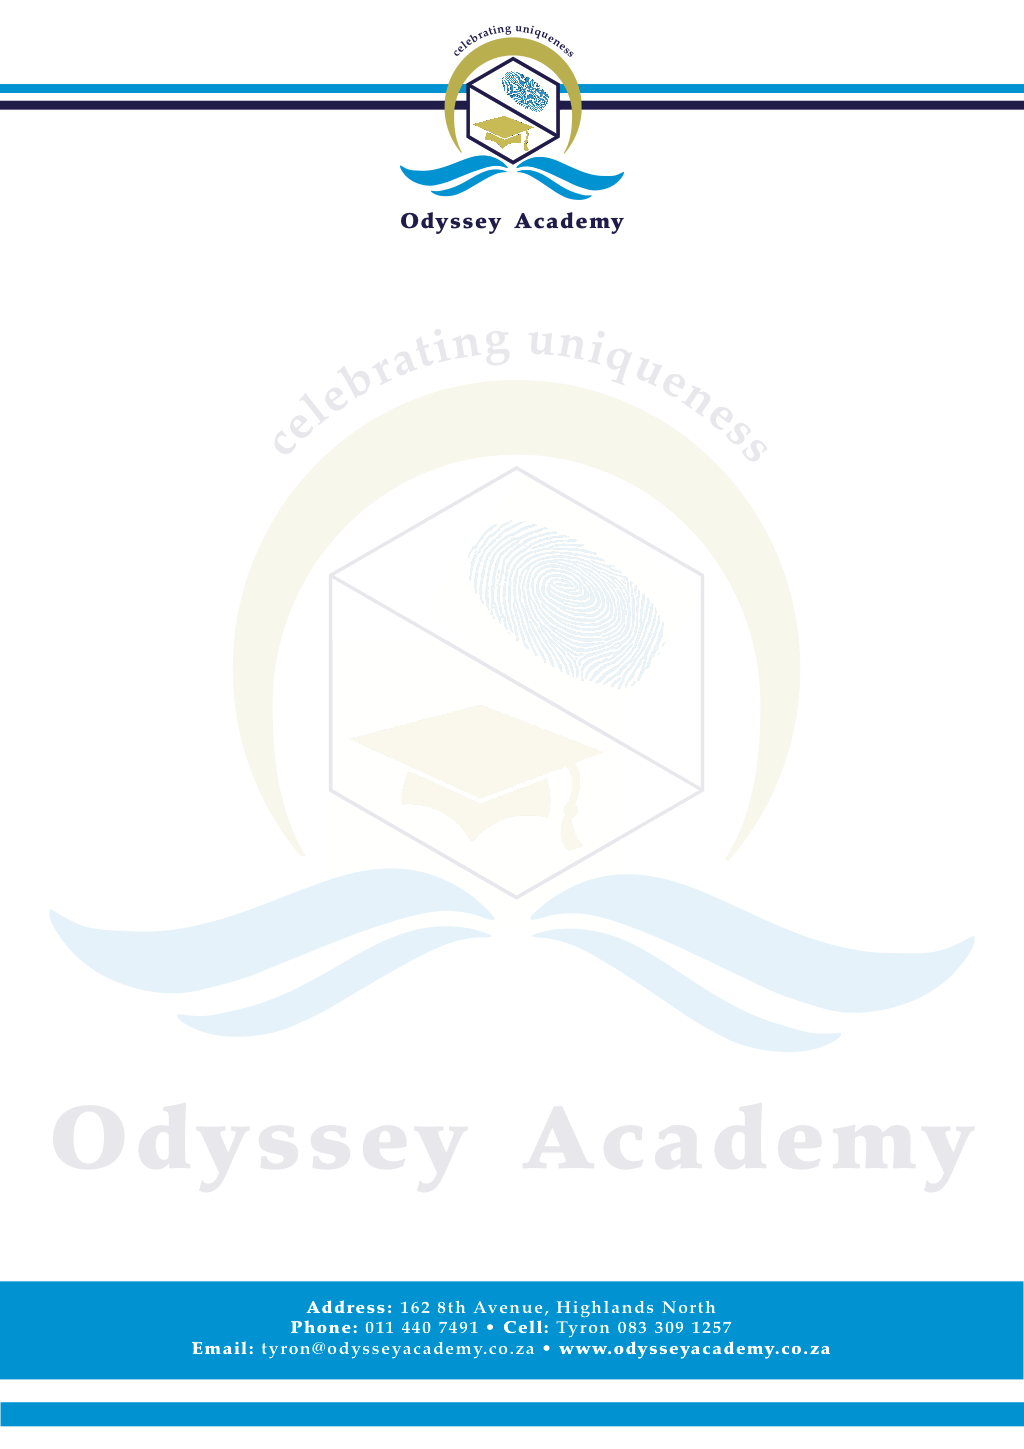 celebrating uniqueness
Odyssey Academy
celebrating uniqueness
Odyssey Academy
Address: 162 8th Avenue, Highlands North
Phone: 011 440 7491 • Cell: Tyron 083 309 1257
Email: tyron@odysseyacademy.co.za • www.odysseyacademy.co.za